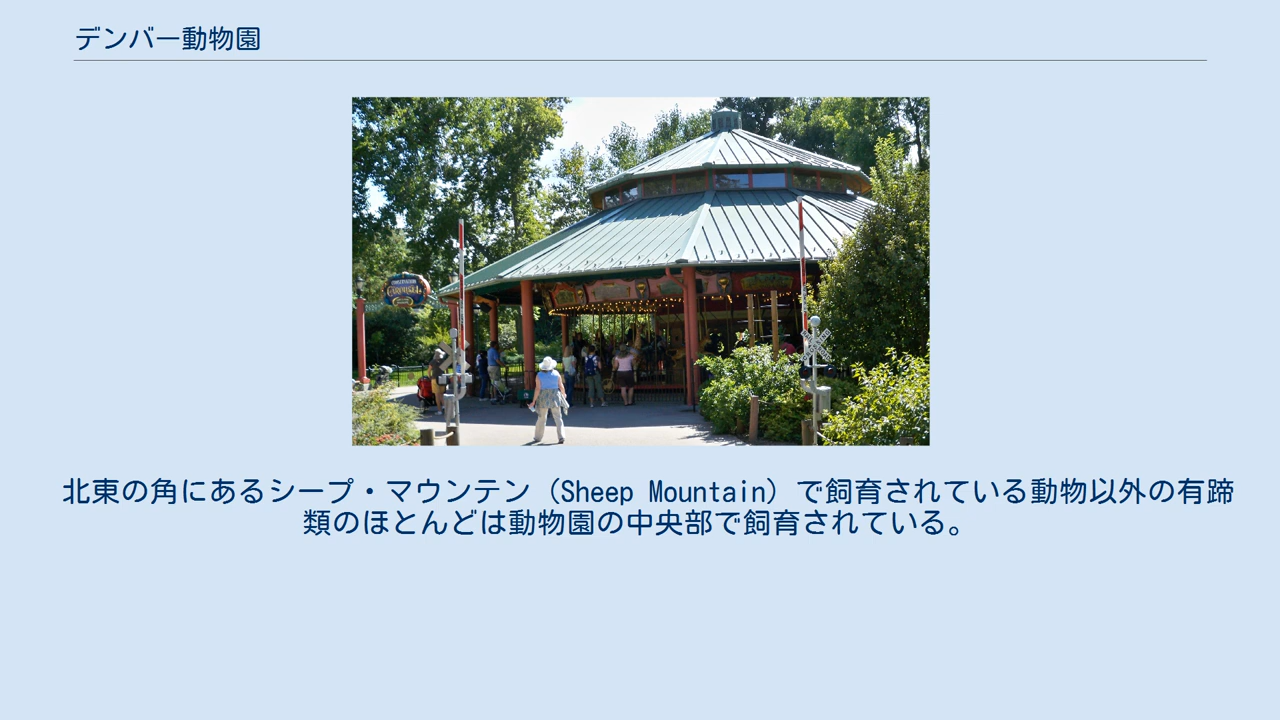 デンバー動物園
CONSERVATION
CAROUSEL
北東の角にあるシープ・マウンテン（Sheep Mountain）で飼育されている動物以外の有蹄
類のほとんどは動物園の中央部で飼育されている。